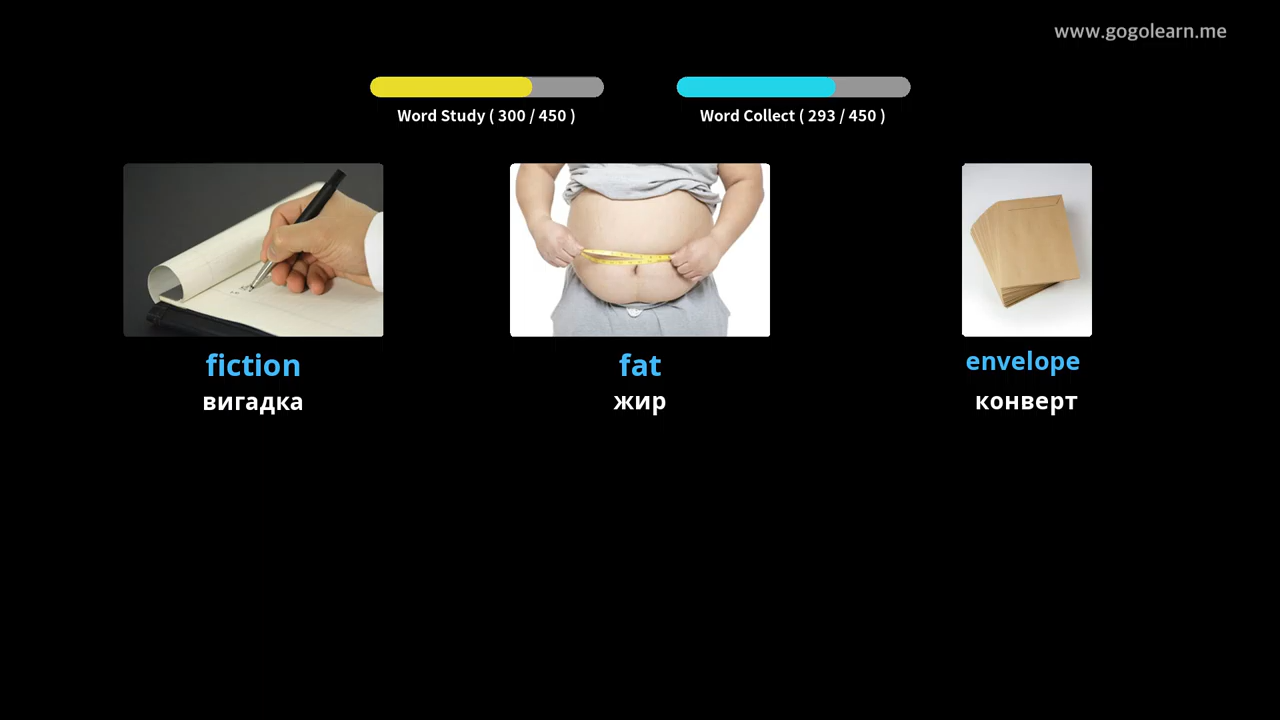 www.gogolearn.me
Word Study ( 300 / 450 )
Word Collect ( 293 / 450 )
fiction
вигадка
fat
жир
envelope
конверт